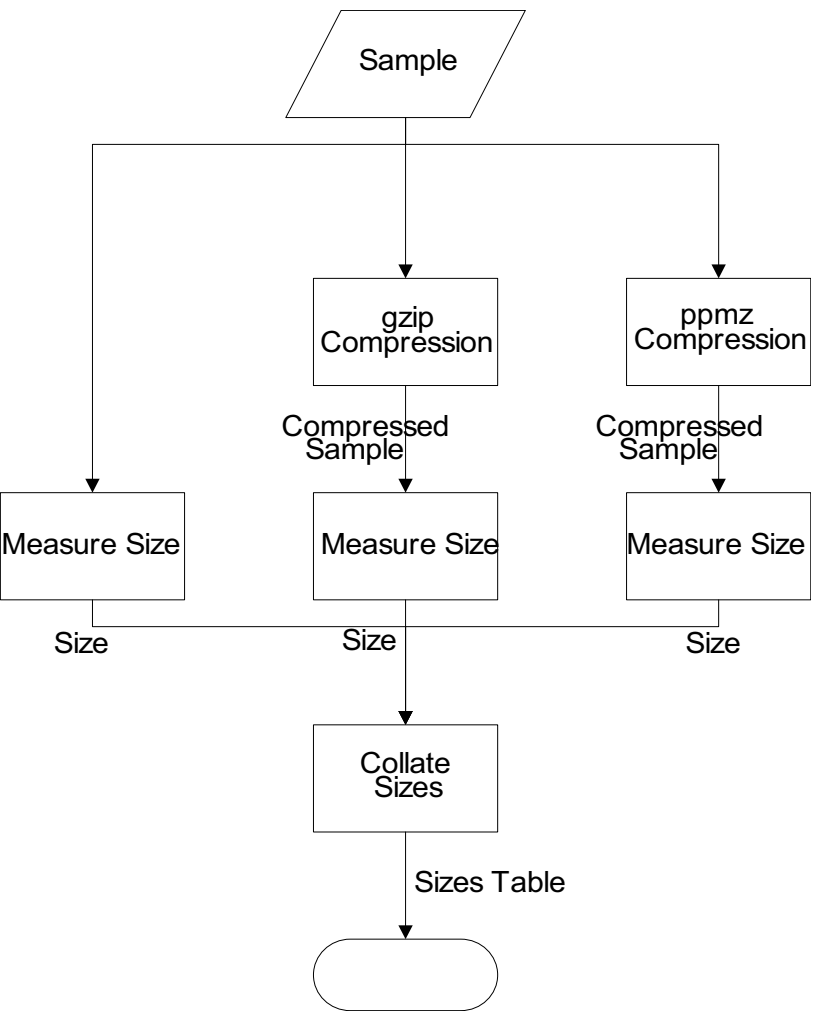 Sample
gzip
Compression
ppmz
Compression
Compressed
Sample
Compressed
Sample
Measure Size
Measure Size
Measure Size
Size
Size
Size
Collate
Sizes
Sizes Table